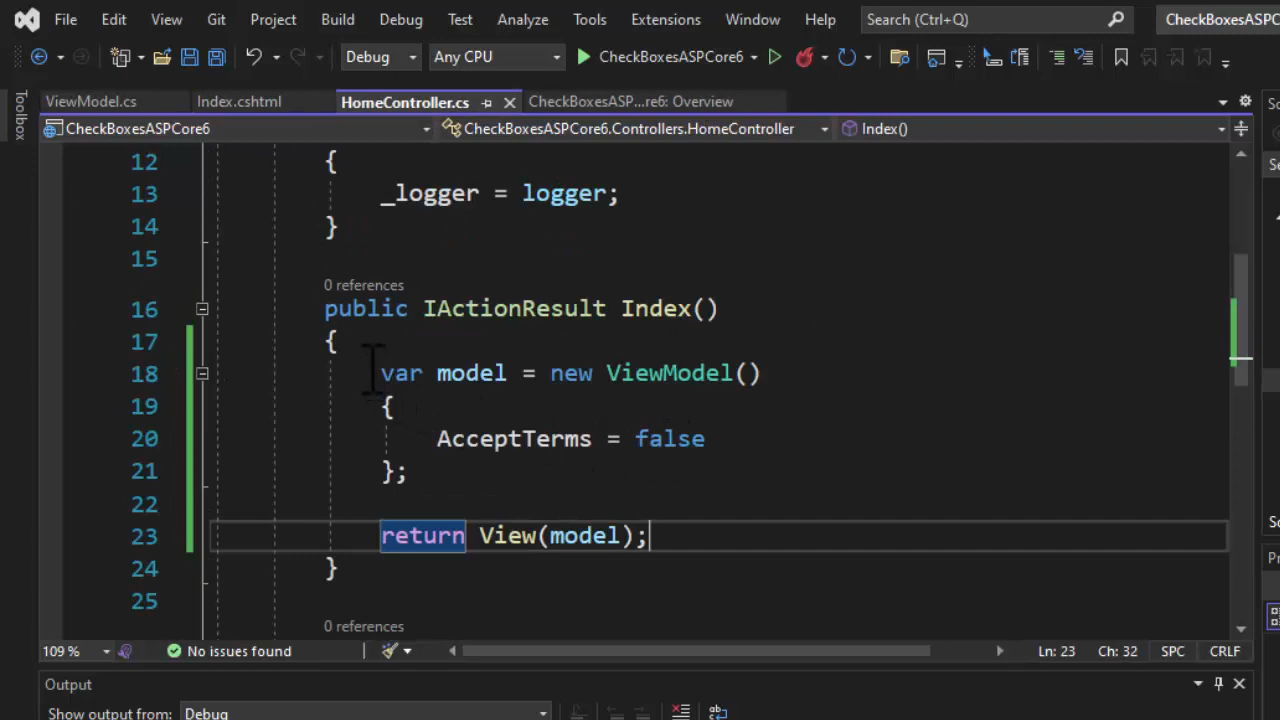 File Edit View Git Project Build Debug Test Analyze Tools Extensions Window Help Search (Ctrl+Q) CheckBoxesASPC
Debug Any CPU CheckBoxesASPCore6
Toolbox
ViewModel.cs Index.cshtml HomeController.cs CheckBoxesASP...re6: Overview
CheckBoxesASPCore6 CheckBoxesASPCore6.Controllers.HomeController Index()
12 {
13 _logger = logger;
14 }
15
0 references
16 public IActionResult Index()
17 {
18 var model = new ViewModel()
19 {
20 AcceptTerms = false
21 };
22
23 return View(model);
24 }
25
0 references
109 % No issues found Ln: 23 Ch: 32 SPC CRLF
Output
Show output from: Debug